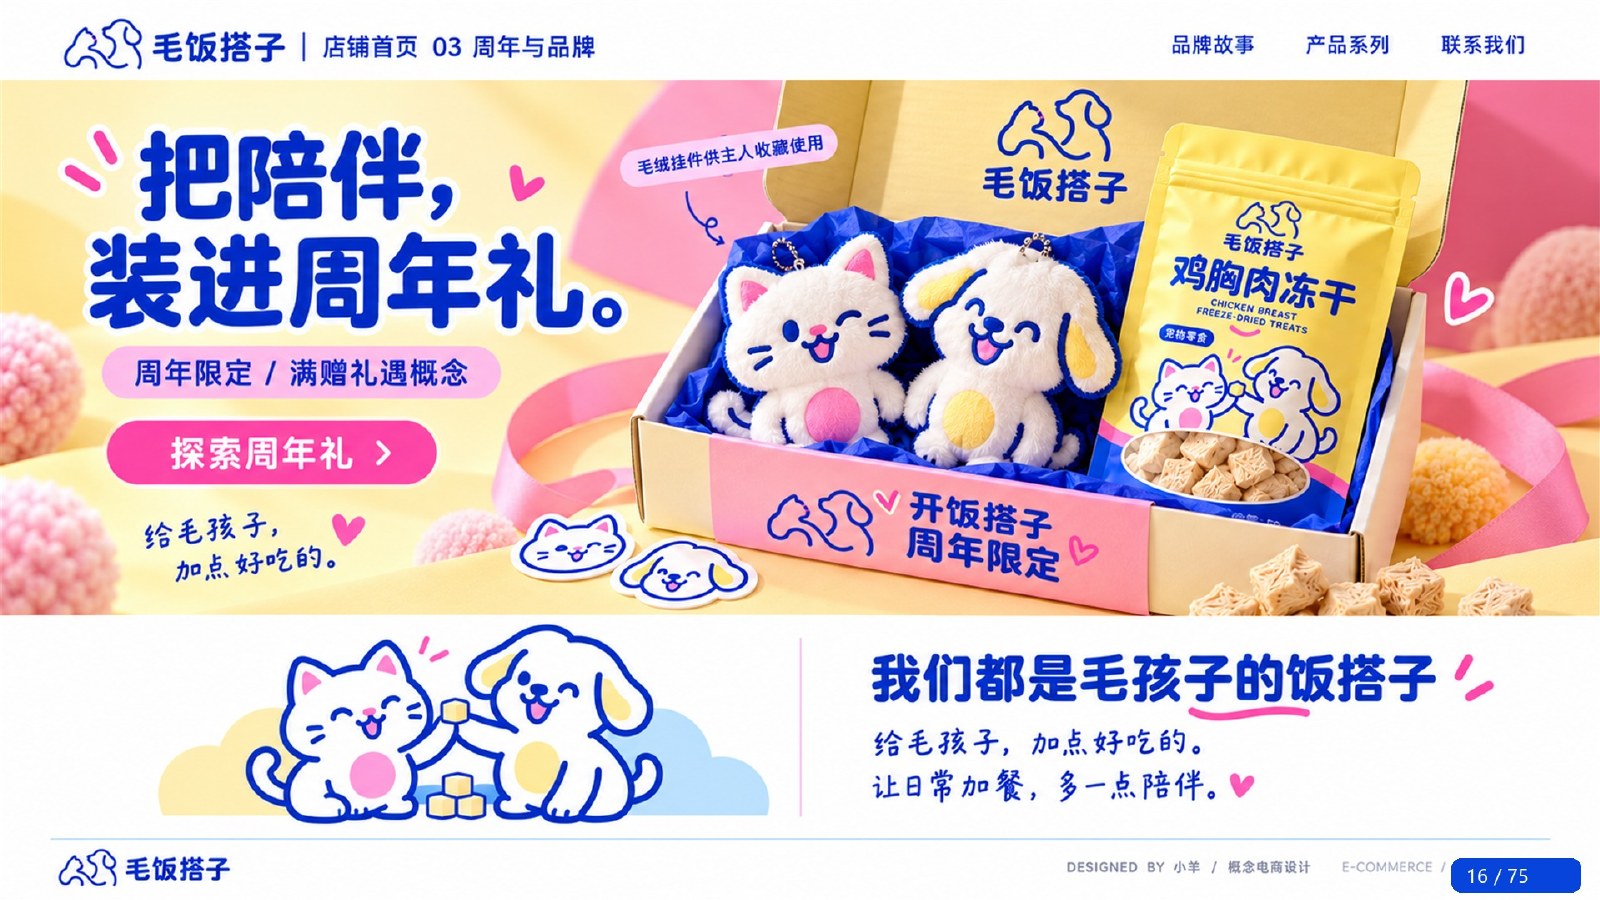 毛饭搭子 | 店铺首页 03 周年与品牌
品牌故事 产品系列 联系我们
把陪伴,
装进周年礼。
周年限定 / 满赠礼遇概念
探索周年礼 >
给毛孩子,
加点好吃的。
毛绒挂件供主人收藏使用
毛饭搭子
毛饭搭子
鸡胸肉冻干
CHICKEN BREAST
FREEZE-DRIED TREATS
宠物零食
开饭搭子
周年限定
我们都是毛孩子的饭搭子
给毛孩子, 加点好吃的。
让日常加餐, 多一点陪伴。
毛饭搭子
DESIGNED BY 小羊 / 概念电商设计
E-COMMERCE /
16 / 75